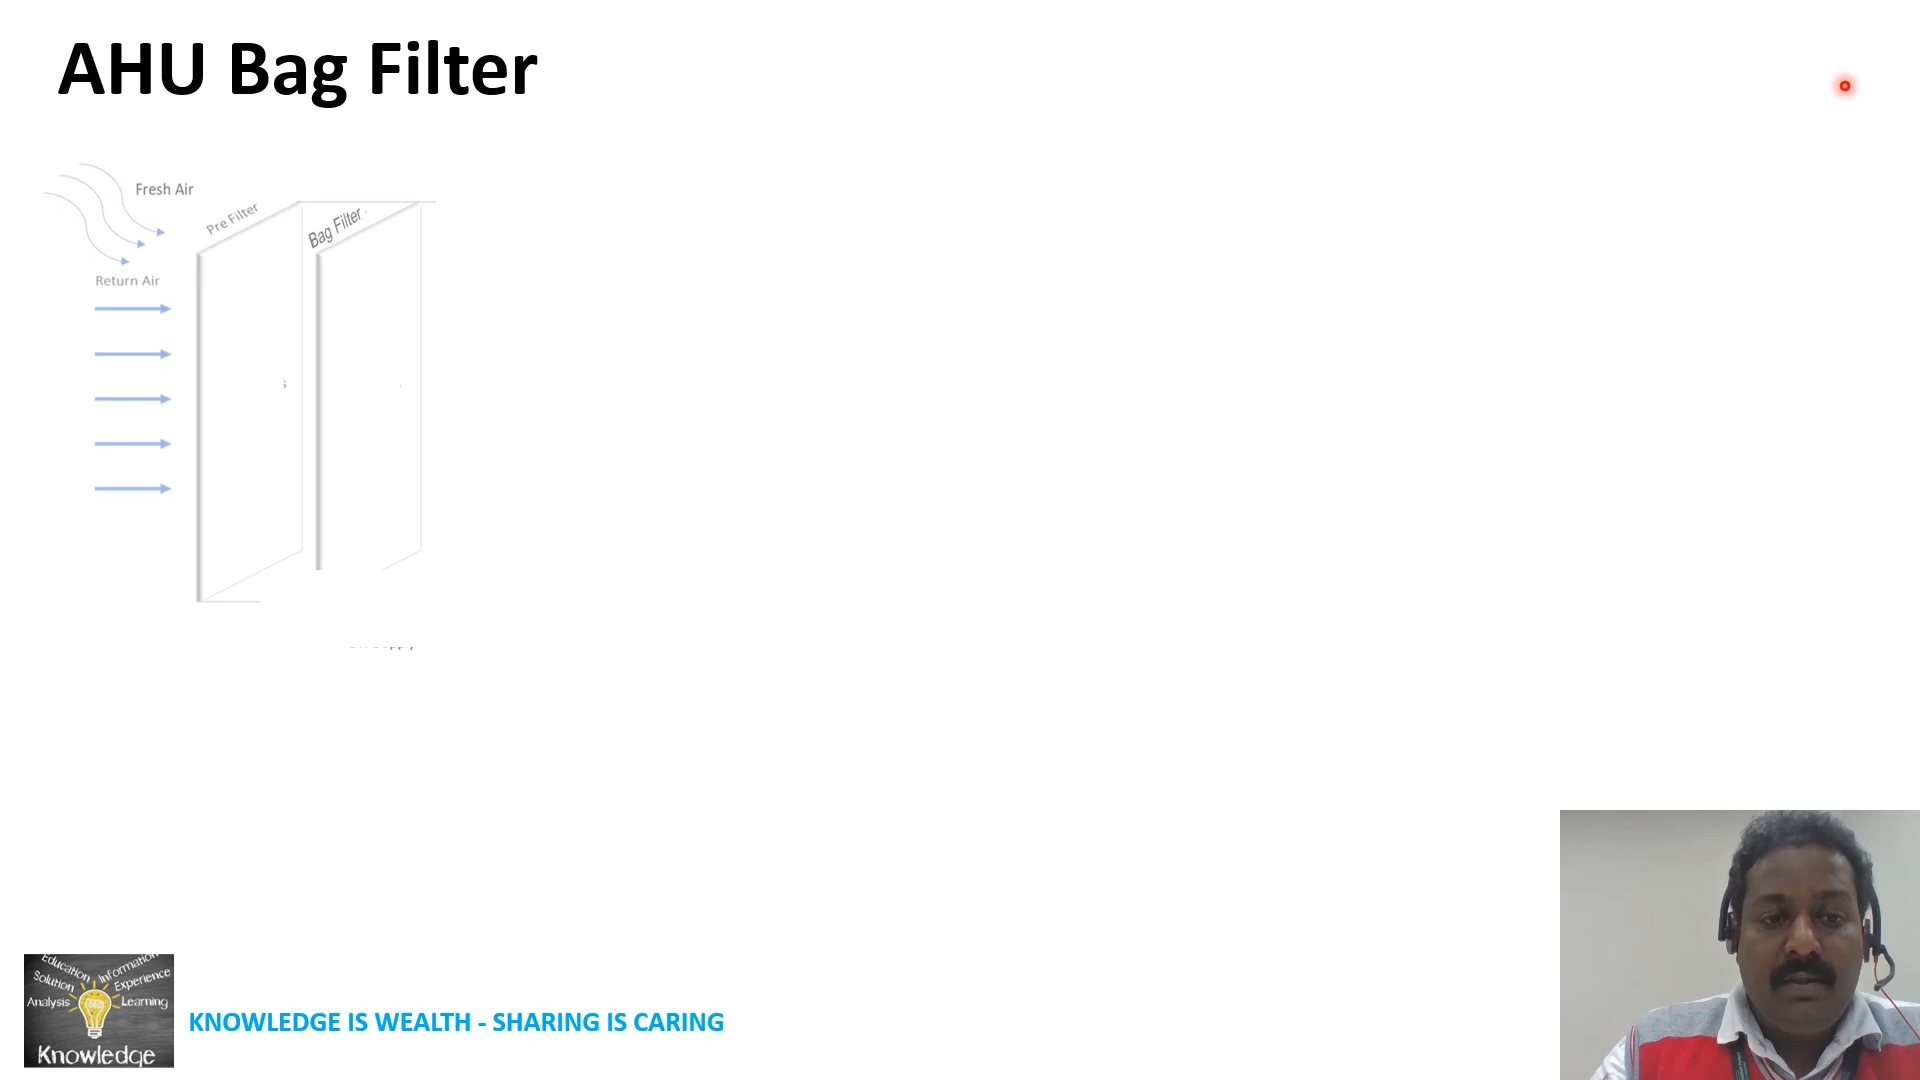 AHU Bag Filter
Fresh Air
Pre Filter
Bag Filter
Return Air
Education Information
Solution Experience
Analysis Learning
Knowledge
KNOWLEDGE IS WEALTH - SHARING IS CARING